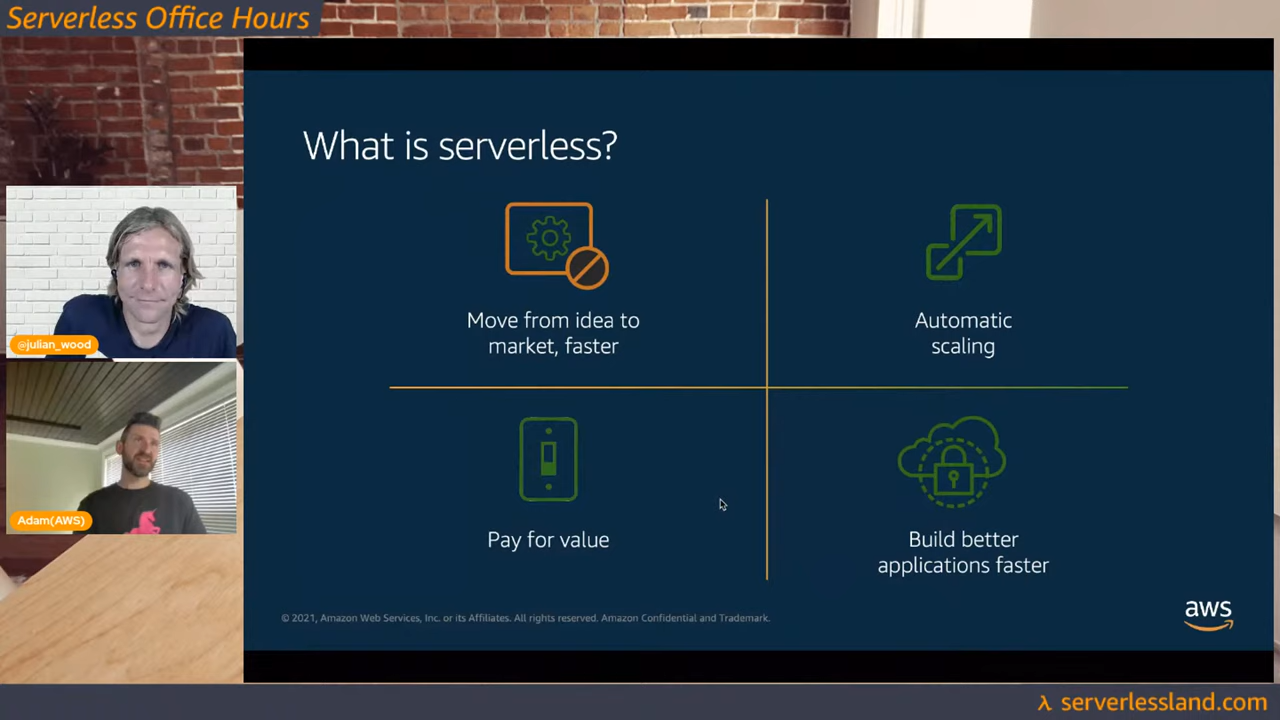 Serverless Office Hours
What is serverless?
Move from idea to
market, faster
Automatic
scaling
@julian_wood
Adam(AWS)
Pay for value
Build better
applications faster
© 2021, Amazon Web Services, Inc. or its Affiliates. All rights reserved. Amazon Confidential and Trademark.
aws
λ serverlessland.com